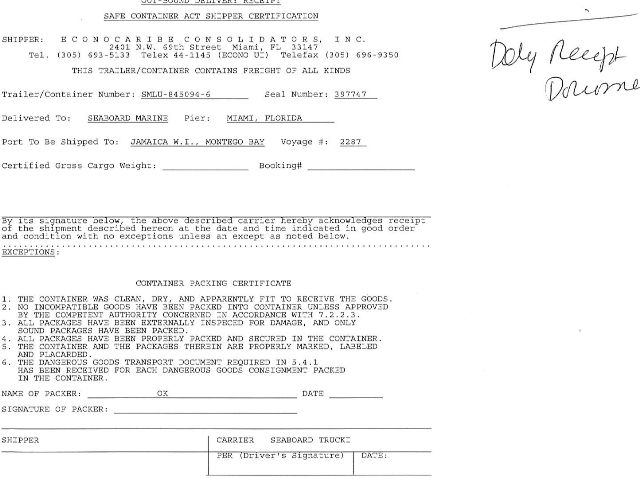 OUT-BOUND DELIVERY RECEIPT
SAFE CONTAINER ACT SHIPPER CERTIFICATION
SHIPPER: E C O N O C A R I B E C O N S O L I D A T O R S , I N C .
2401 N.W. 69th Street Miami, FL 33147
Tel. (305) 693-5133 Telex 44-1145 (ECONO UI) Telefax (305) 696-9350
THIS TRAILER/CONTAINER CONTAINS FREIGHT OF ALL KINDS
Trailer/Container Number: SMLU-845094-6 Seal Number: 397747
Delivered To: SEABOARD MARINE Pier: MIAMI, FLORIDA
Port To Be Shipped To: JAMAICA W.I., MONTEGO BAY Voyage #: 2287
Certified Gross Cargo Weight: Booking#
By its signature below, the above described carrier hereby acknowledges receipt
of the shipment described hereon at the date and time indicated in good order
and condition with no exceptions unless an except as noted below.
EXCEPTIONS:
CONTAINER PACKING CERTIFICATE
1. THE CONTAINER WAS CLEAN, DRY, AND APPARENTLY FIT TO RECEIVE THE GOODS.
2. NO INCOMPATIBLE GOODS HAVE BEEN PACKED INTO CONTAINER UNLESS APPROVED
BY THE COMPETENT AUTHORITY CONCERNED IN ACCORDANCE WITH 7.2.2.3.
3. ALL PACKAGES HAVE BEEN EXTERNALLY INSPECED FOR DAMAGE, AND ONLY
SOUND PACKAGES HAVE BEEN PACKED.
4. ALL PACKAGES HAVE BEEN PROPERLY PACKED AND SECURED IN THE CONTAINER.
5. THE CONTAINER AND THE PACKAGES THEREIN ARE PROPERLY MARKED, LABELED
AND PLACARDED.
6. THE DANGEROUS GOODS TRANSPORT DOCUMENT REQUIRED IN 5.4.1
HAS BEEN RECEIVED FOR EACH DANGEROUS GOODS CONSIGNMENT PACKED
IN THE CONTAINER.
NAME OF PACKER: OK DATE
SIGNATURE OF PACKER:
SHIPPER CARRIER SEABOARD TRUCKI
PER (Driver's Signature) DATE:
Receipt